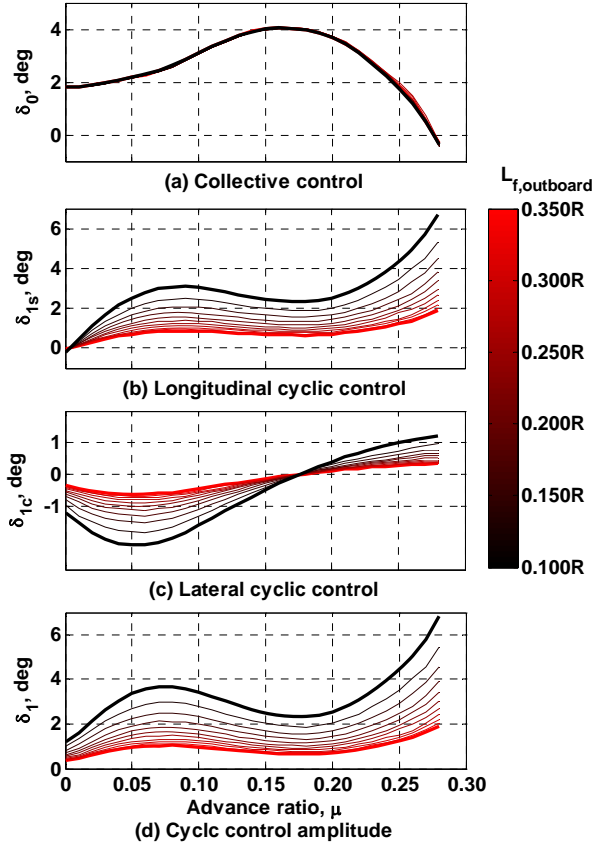 4
2
0
δ0, deg
(a) Collective control
6
4
2
0
δ1s, deg
(b) Longitudinal cyclic control
1
0
-1
δ1c, deg
(c) Lateral cyclic control
6
4
2
0
δ1, deg
0 0.05 0.10 0.15 0.20 0.25 0.30
Advance ratio, μ
(d) Cyclc control amplitude
Lf,outboard
0.350R
0.300R
0.250R
0.200R
0.150R
0.100R